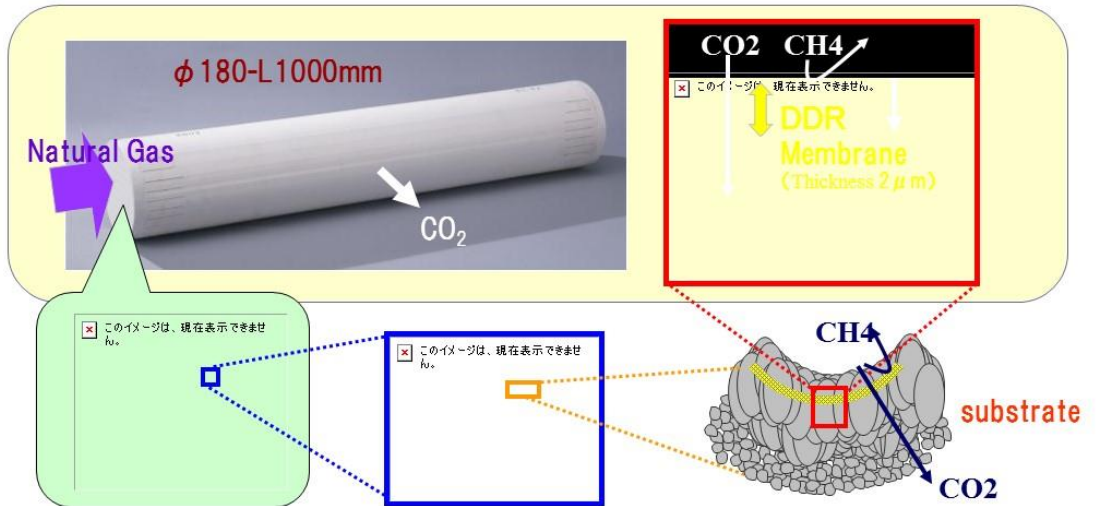 φ180-L1000mm
Natural Gas
CO₂
CO2 CH4
このイメージは、現在表示できません。
DDR
Membrane
(Thickness 2μm)
このイメージは、現在表示できませ
ん。
このイメージは、現在表示できませ
ん。
CH4
substrate
CO2